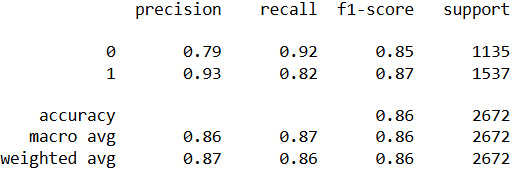 precision recall f1-score support
0 0.79 0.92 0.85 1135
1 0.93 0.82 0.87 1537
accuracy 0.86 2672
macro avg 0.86 0.87 0.86 2672
weighted avg 0.87 0.86 0.86 2672